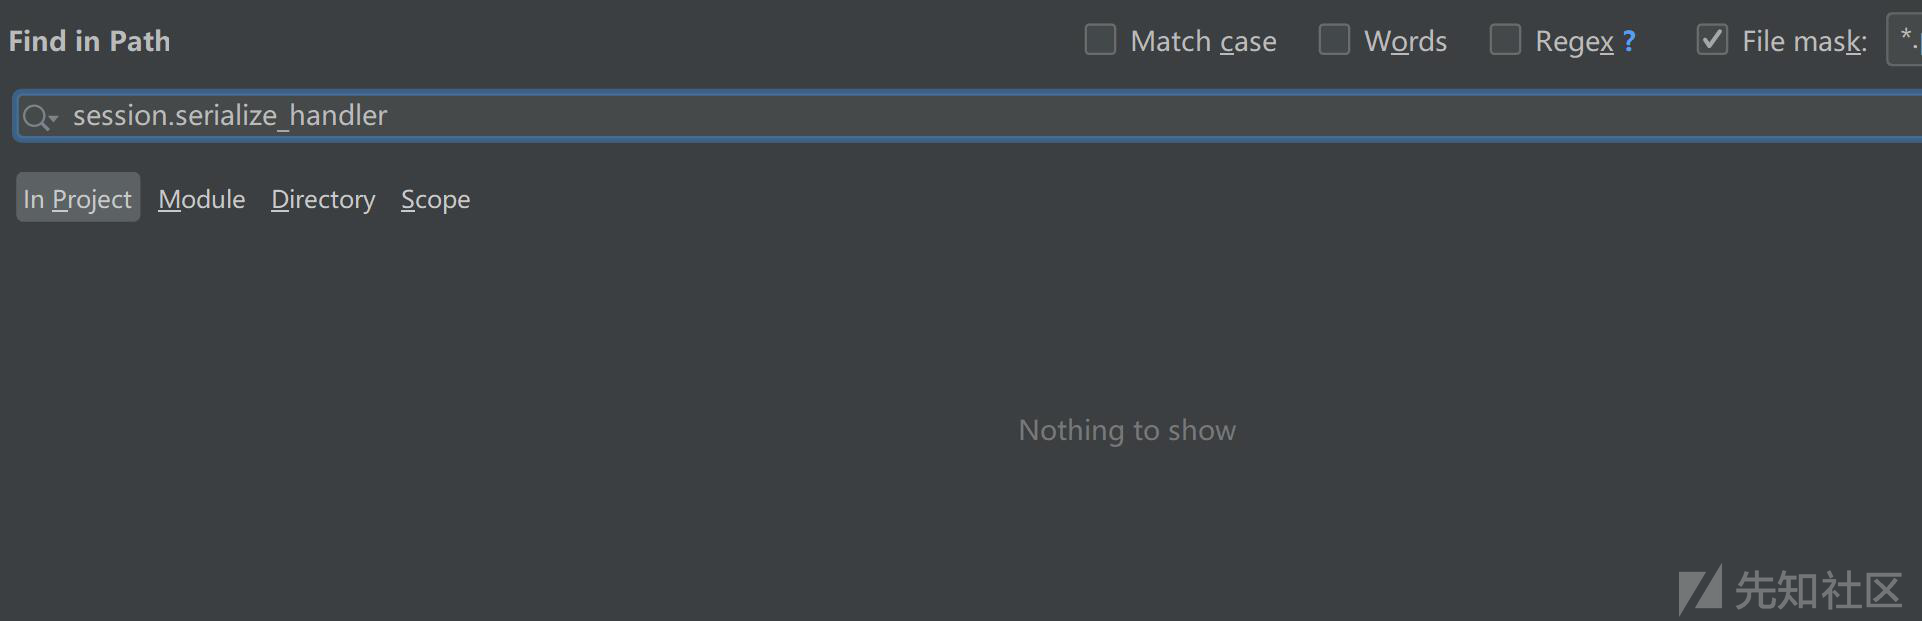 Find in Path Match case Words Regex ? File mask: *.
session.serialize_handler
In Project Module Directory Scope
Nothing to show
先知社区